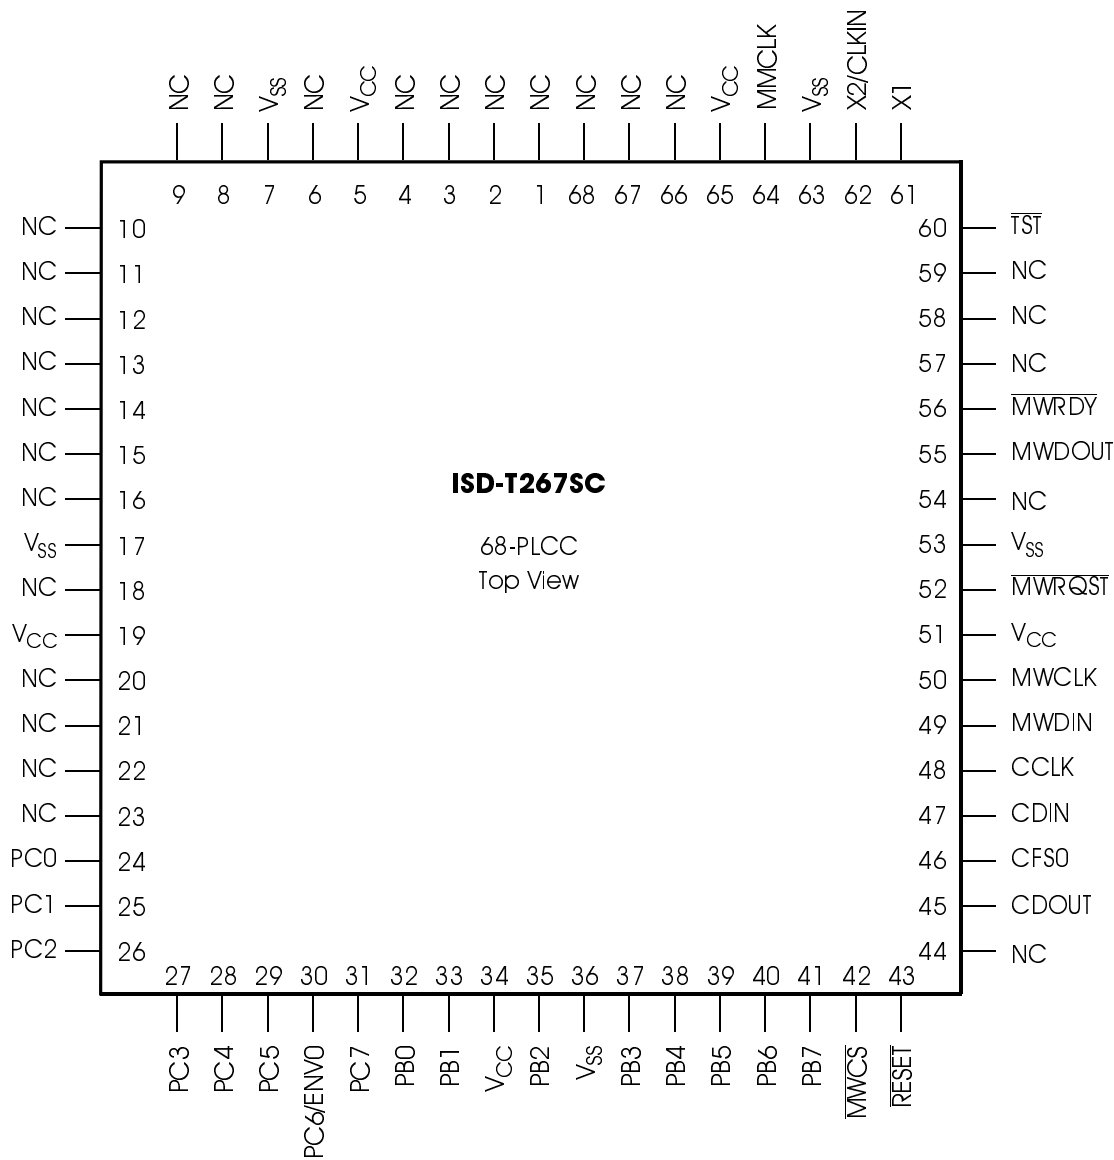 NC NC VSS NC VCC NC NC NC NC NC NC NC VCC MMCLK VSS X2/CLKIN X1
9 8 7 6 5 4 3 2 1 68 67 66 65 64 63 62 61
NC 10 60 TST
NC 11 59 NC
NC 12 58 NC
NC 13 57 NC
NC 14 56 MWRDY
NC 15 55 MWDOUT
NC 16 54 NC
VSS 17 53 VSS
NC 18 52 MWRQST
VCC 19 51 VCC
NC 20 50 MWCLK
NC 21 49 MWDIN
NC 22 48 CCLK
NC 23 47 CDIN
PC0 24 46 CFS0
PC1 25 45 CDOUT
PC2 26 44 NC
ISD-T267SC
68-PLCC
Top View
27 28 29 30 31 32 33 34 35 36 37 38 39 40 41 42 43
PC3 PC4 PC5 PC6/ENV0 PC7 PB0 PB1 VCC PB2 VSS PB3 PB4 PB5 PB6 PB7 MWCS RESET